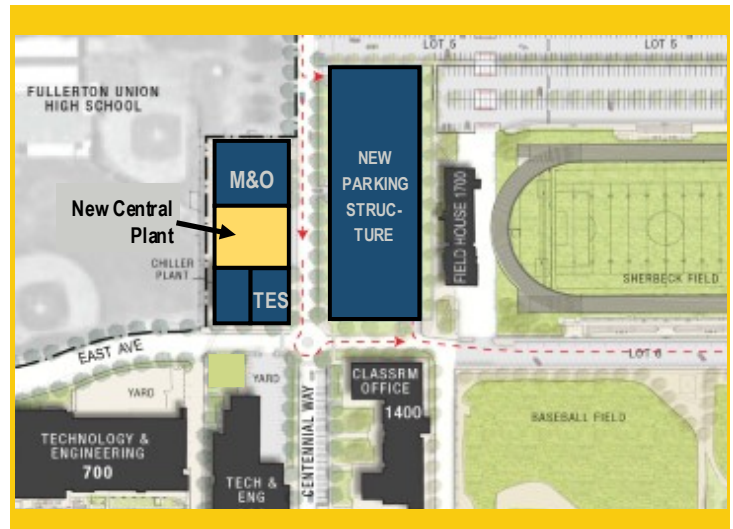 LOT 5
LOT 5
FULLERTON UNION
HIGH SCHOOL
M&O
NEW
PARKING
STRUC-
TURE
New Central
Plant
FIELD HOUSE 1700
CHILLER
PLANT
TES
SHERBECK FIELD
EAST AVE
LOT 6
YARD
YARD
CLASSRM
OFFICE
1400
CENTENNIAL WAY
BASEBALL FIELD
TECHNOLOGY &
ENGINEERING
700
TECH &
ENG